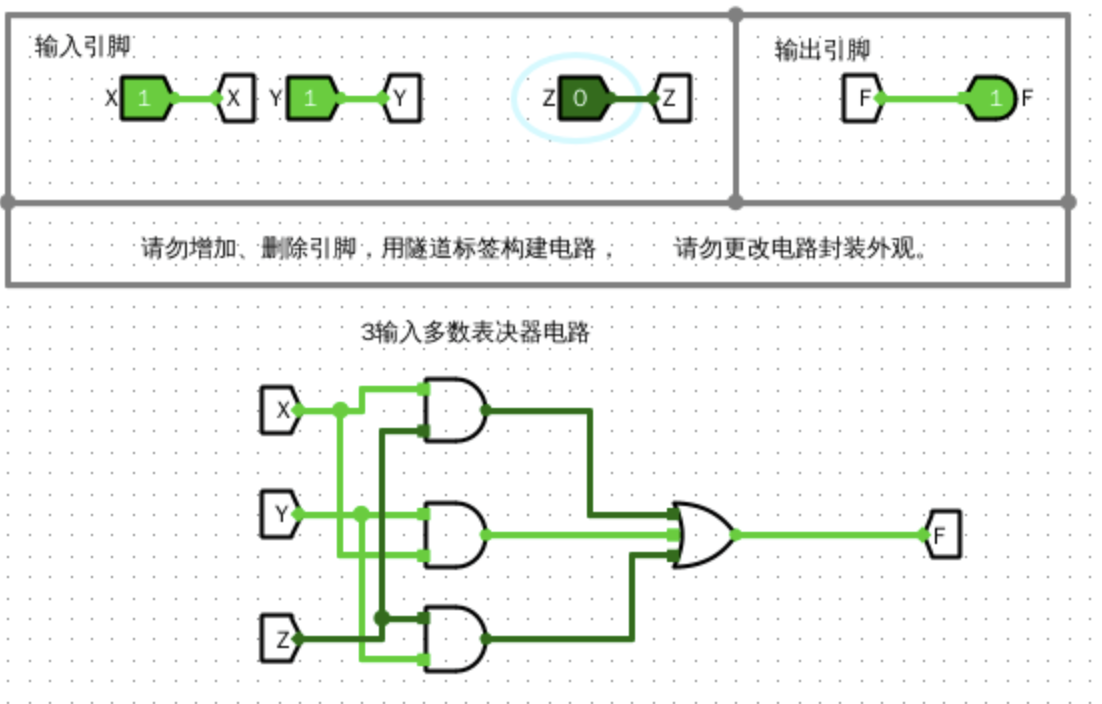 输入引脚
输出引脚
X 1 X Y 1 Y Z 0 Z F 1 F
请勿增加、删除引脚，用隧道标签构建电路， 请勿更改电路封装外观。
3输入多数表决器电路
X
Y
F
Z